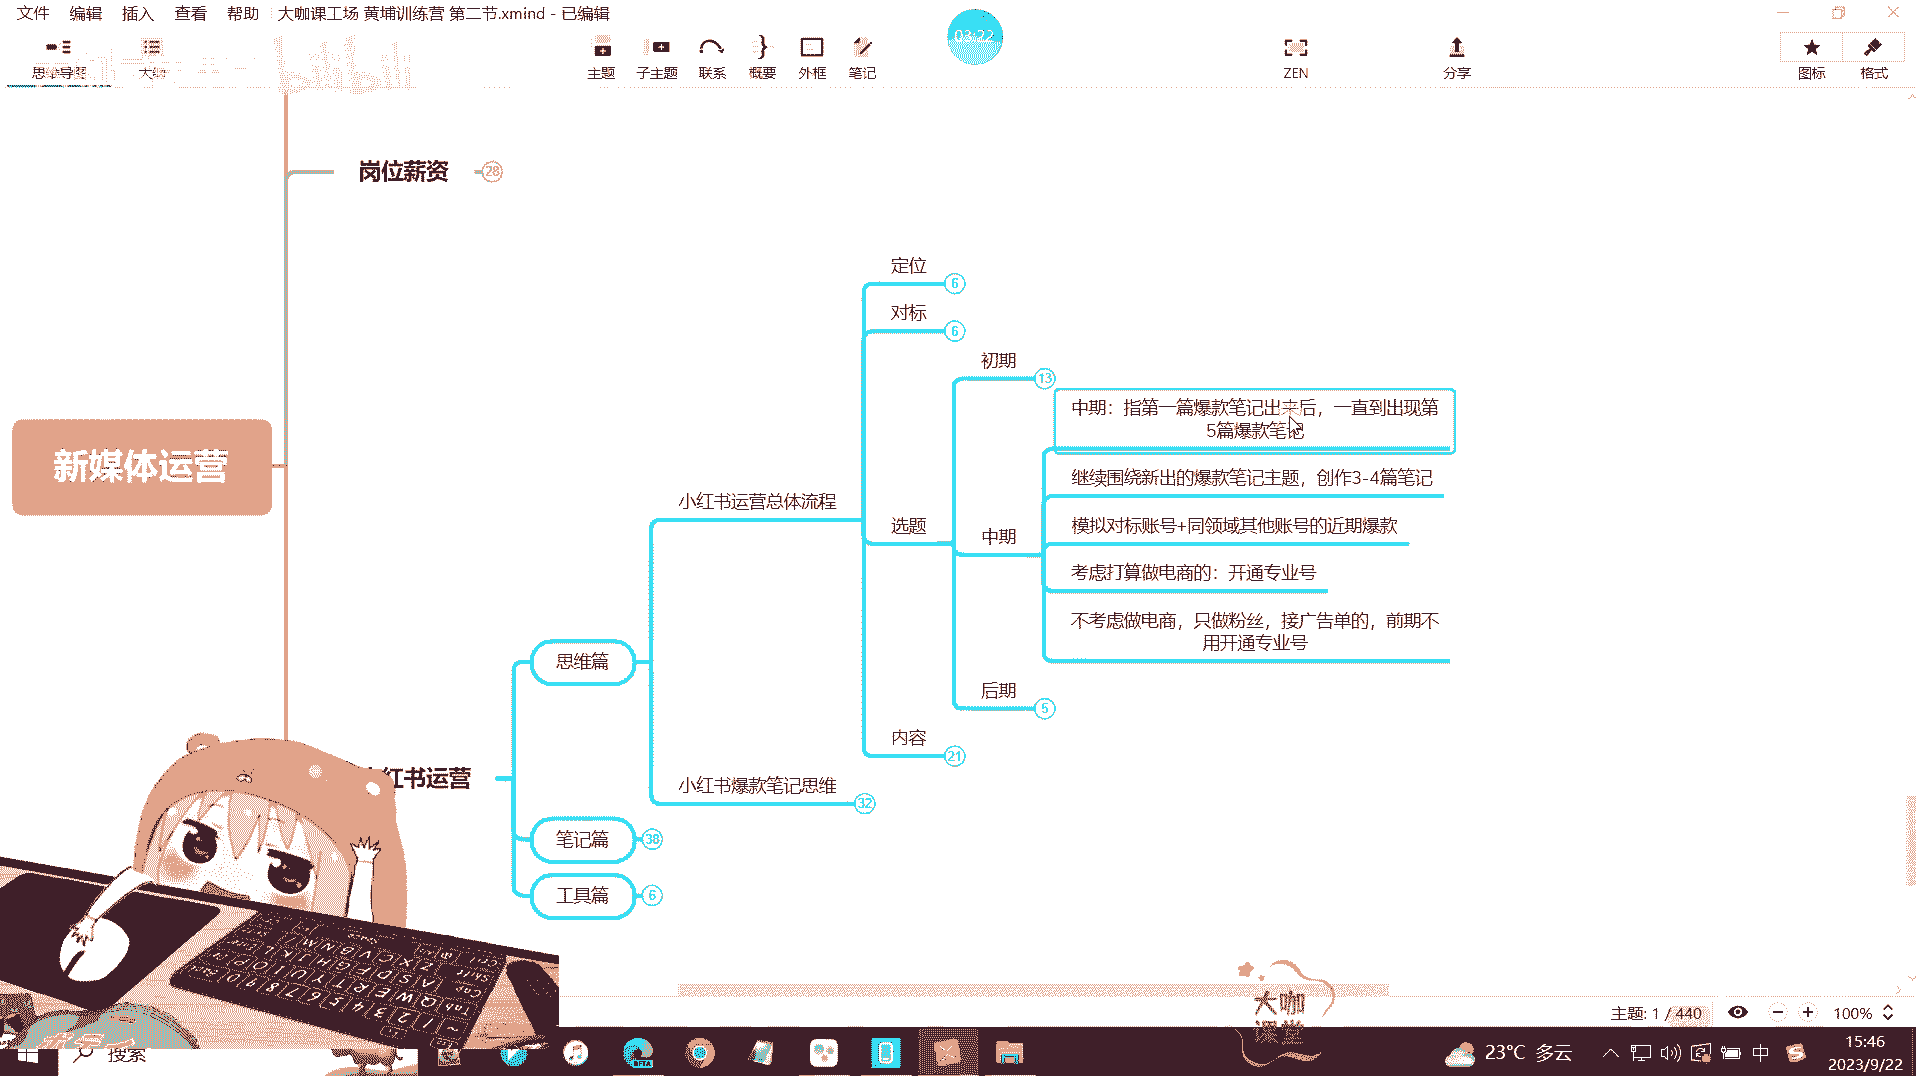 文件 编辑 插入 查看 帮助 大咖课工场 黄埔训练营 第二节.xmind - 已编辑
思维导图 大纲 主题 子主题 联系 概要 外框 笔记 03:22 ZEN 分享 图标 格式
bilibili
岗位薪资 28
定位 6
对标 6
初期 13
中期：指第一篇爆款笔记出来后，一直到出现第
5篇爆款笔记
继续围绕新出的爆款笔记主题，创作3-4篇笔记
新媒体运营
小红书运营总体流程
选题
中期
模拟对标账号+同领域其他账号的近期爆款
考虑打算做电商的：开通专业号
不考虑做电商，只做粉丝，接广告单的，前期不
用开通专业号
思维篇
后期 5
内容 21
红书运营
小红书爆款笔记思维 32
笔记篇 38
工具篇 6
大咖
课堂
主题: 1 / 440 100%
搜索
23°C 多云 中 15:46
2023/9/22